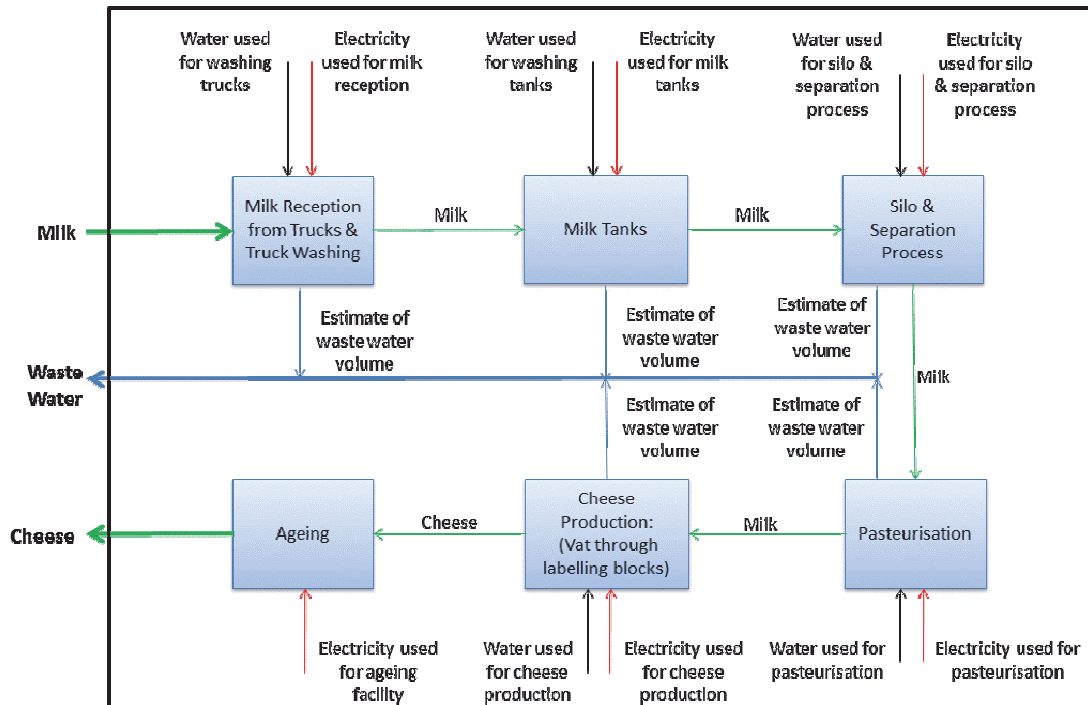 Water used
for washing
trucks
Electricity
used for milk
reception
Water used
for washing
tanks
Electricity
used for milk
tanks
Water used
for silo &
separation
process
Electricity
used for silo
& separation
process
Milk
Milk Reception
from Trucks &
Truck Washing
Milk
Milk Tanks
Milk
Silo &
Separation
Process
Estimate of
waste water
volume
Estimate of
waste water
volume
Estimate of
waste water
volume
Waste
Water
Milk
Estimate of
waste water
volume
Estimate of
waste water
volume
Cheese
Ageing
Cheese
Cheese
Production:
(Vat through
labelling blocks)
Milk
Pasteurisation
Electricity used
for ageing
facility
Water used
for cheese
production
Electricity used
for cheese
production
Water used for
pasteurisation
Electricity used for
pasteurisation